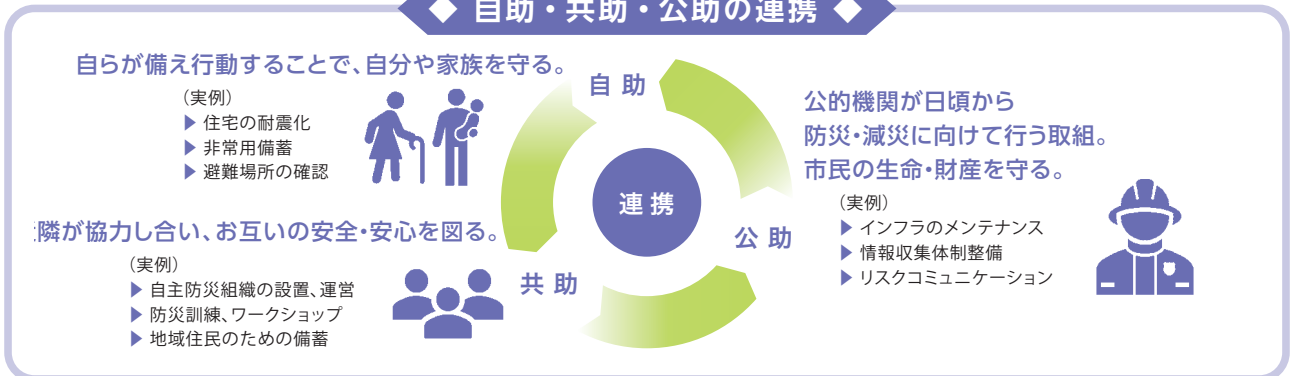 ◆ 自助・共助・公助の連携 ◆
自らが備え行動することで、自分や家族を守る。
(実例)
▶ 住宅の耐震化
▶ 非常用備蓄
▶ 避難場所の確認
隣が協力し合い、お互いの安全・安心を図る。
(実例)
▶ 自主防災組織の設置、運営
▶ 防災訓練、ワークショップ
▶ 地域住民のための備蓄
自助
連携
共助
公助
公的機関が日頃から
防災・減災に向けて行う取組。
市民の生命・財産を守る。
(実例)
▶ インフラのメンテナンス
▶ 情報収集体制整備
▶ リスクコミュニケーション